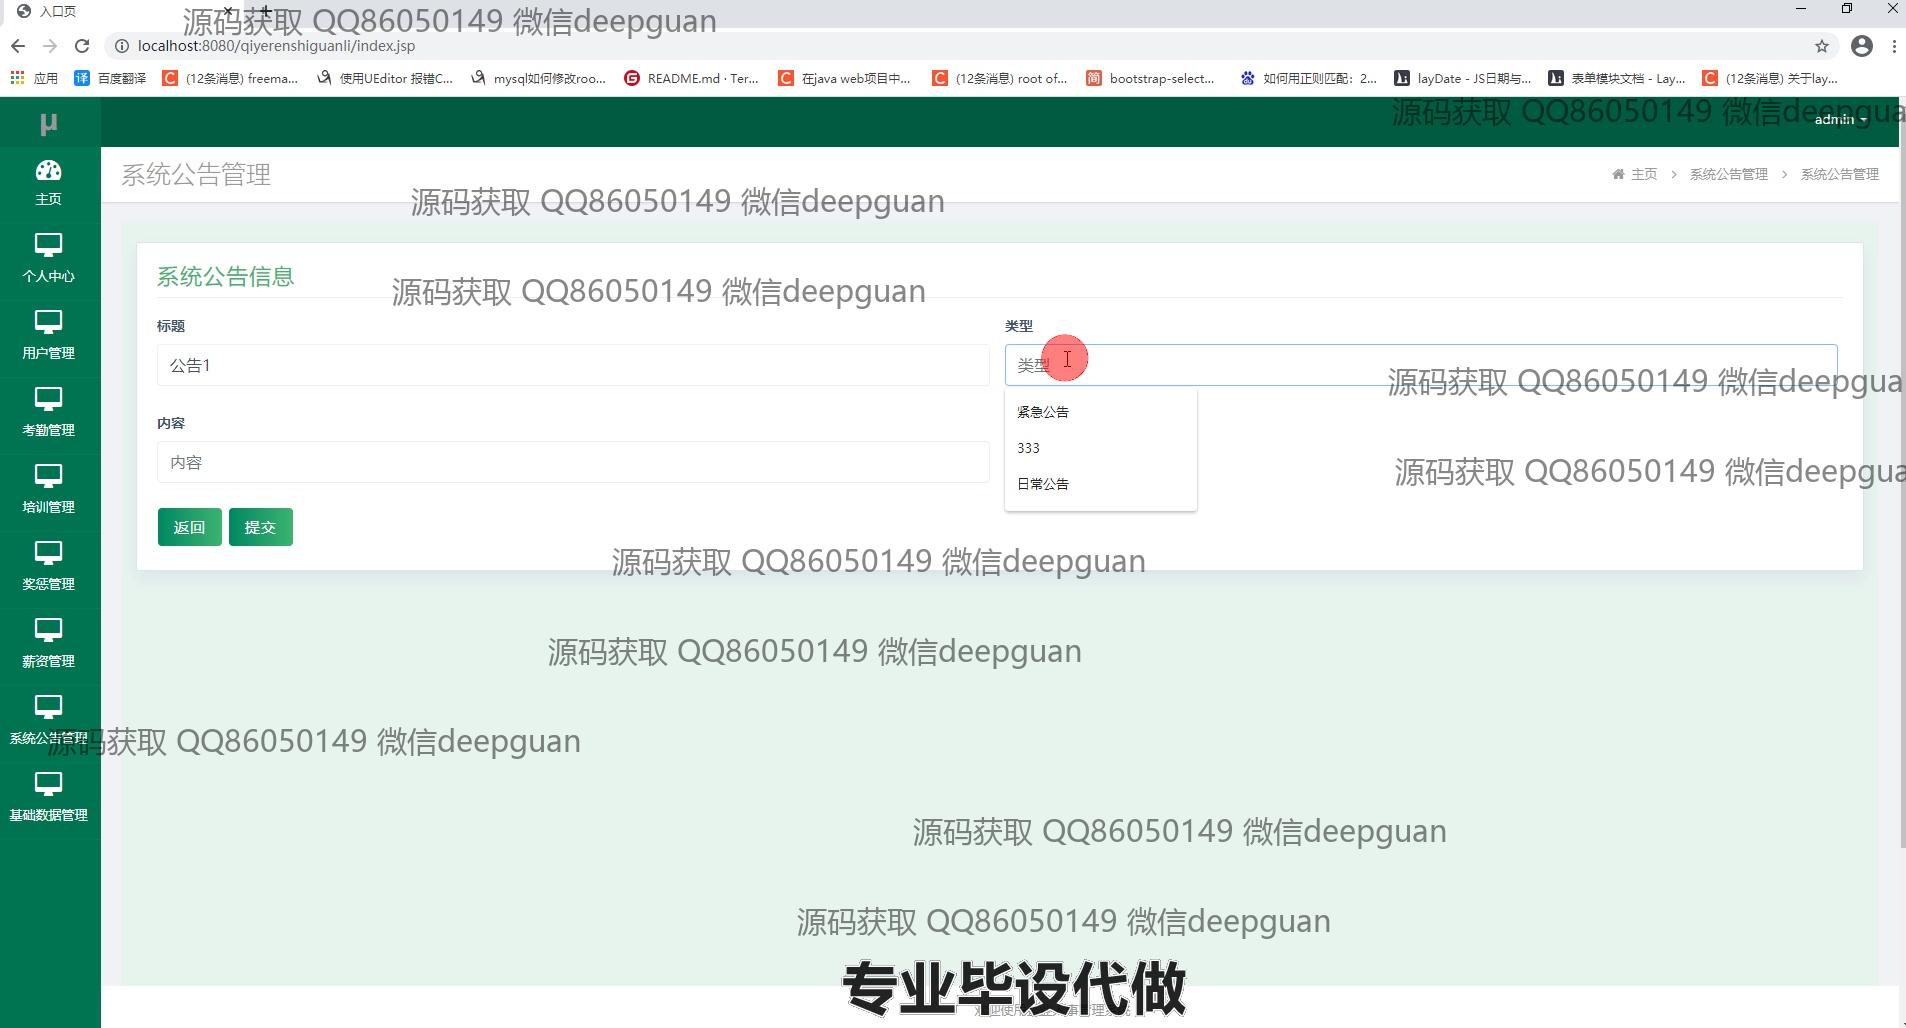 入口页
源码获取 QQ86050149 微信deepguan
localhost:8080/qiyerenshiguanli/index.jsp
应用 百度翻译 (12条消息) freema... 使用UEditor 报错C... mysql如何修改roo... README.md · Ter... 在java web项目中... (12条消息) root of... bootstrap-select... 如何用正则匹配：2... layDate - JS日期与... 表单模块文档 - Lay... (12条消息) 关于lay...
源码获取 QQ86050149 微信deepgua
μ
admin
主页
系统公告管理
主页 > 系统公告管理 > 系统公告管理
源码获取 QQ86050149 微信deepguan
个人中心
系统公告信息
源码获取 QQ86050149 微信deepguan
标题
类型
用户管理
公告1
类型
源码获取 QQ86050149 微信deepgua
紧急公告
考勤管理
内容
333
内容
日常公告
源码获取 QQ86050149 微信deepgua
培训管理
返回 提交
源码获取 QQ86050149 微信deepguan
奖惩管理
源码获取 QQ86050149 微信deepguan
薪资管理
系统公告管理
源码获取 QQ86050149 微信deepguan
基础数据管理
源码获取 QQ86050149 微信deepguan
源码获取 QQ86050149 微信deepguan
专业毕设代做